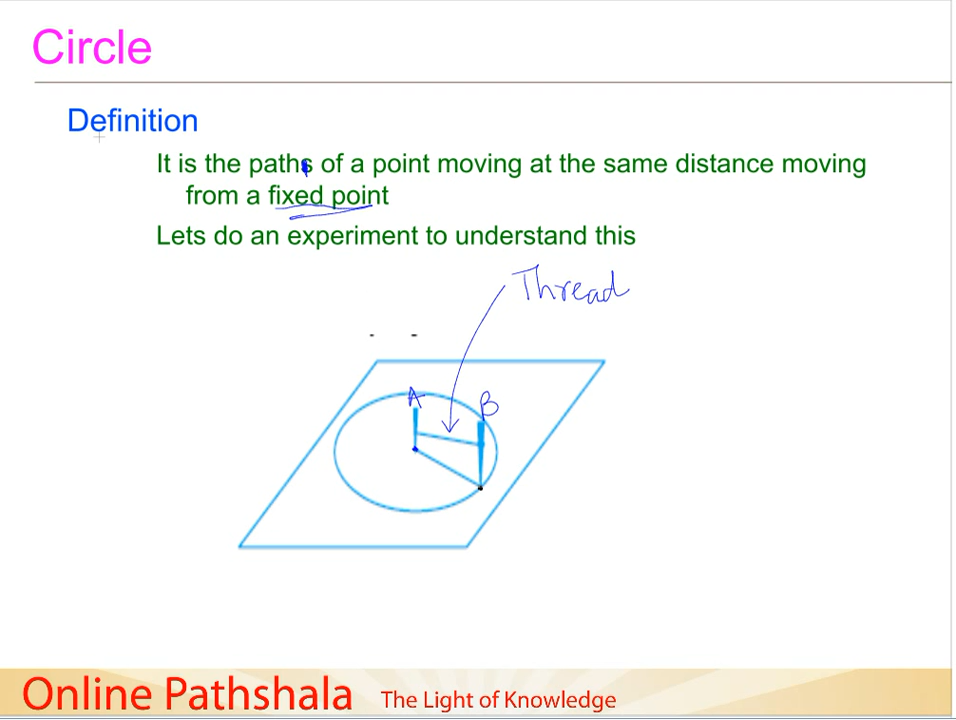 Circle
Definition
It is the paths of a point moving at the same distance moving
from a fixed point
Lets do an experiment to understand this
Thread
A
B
Online Pathshala The Light of Knowledge